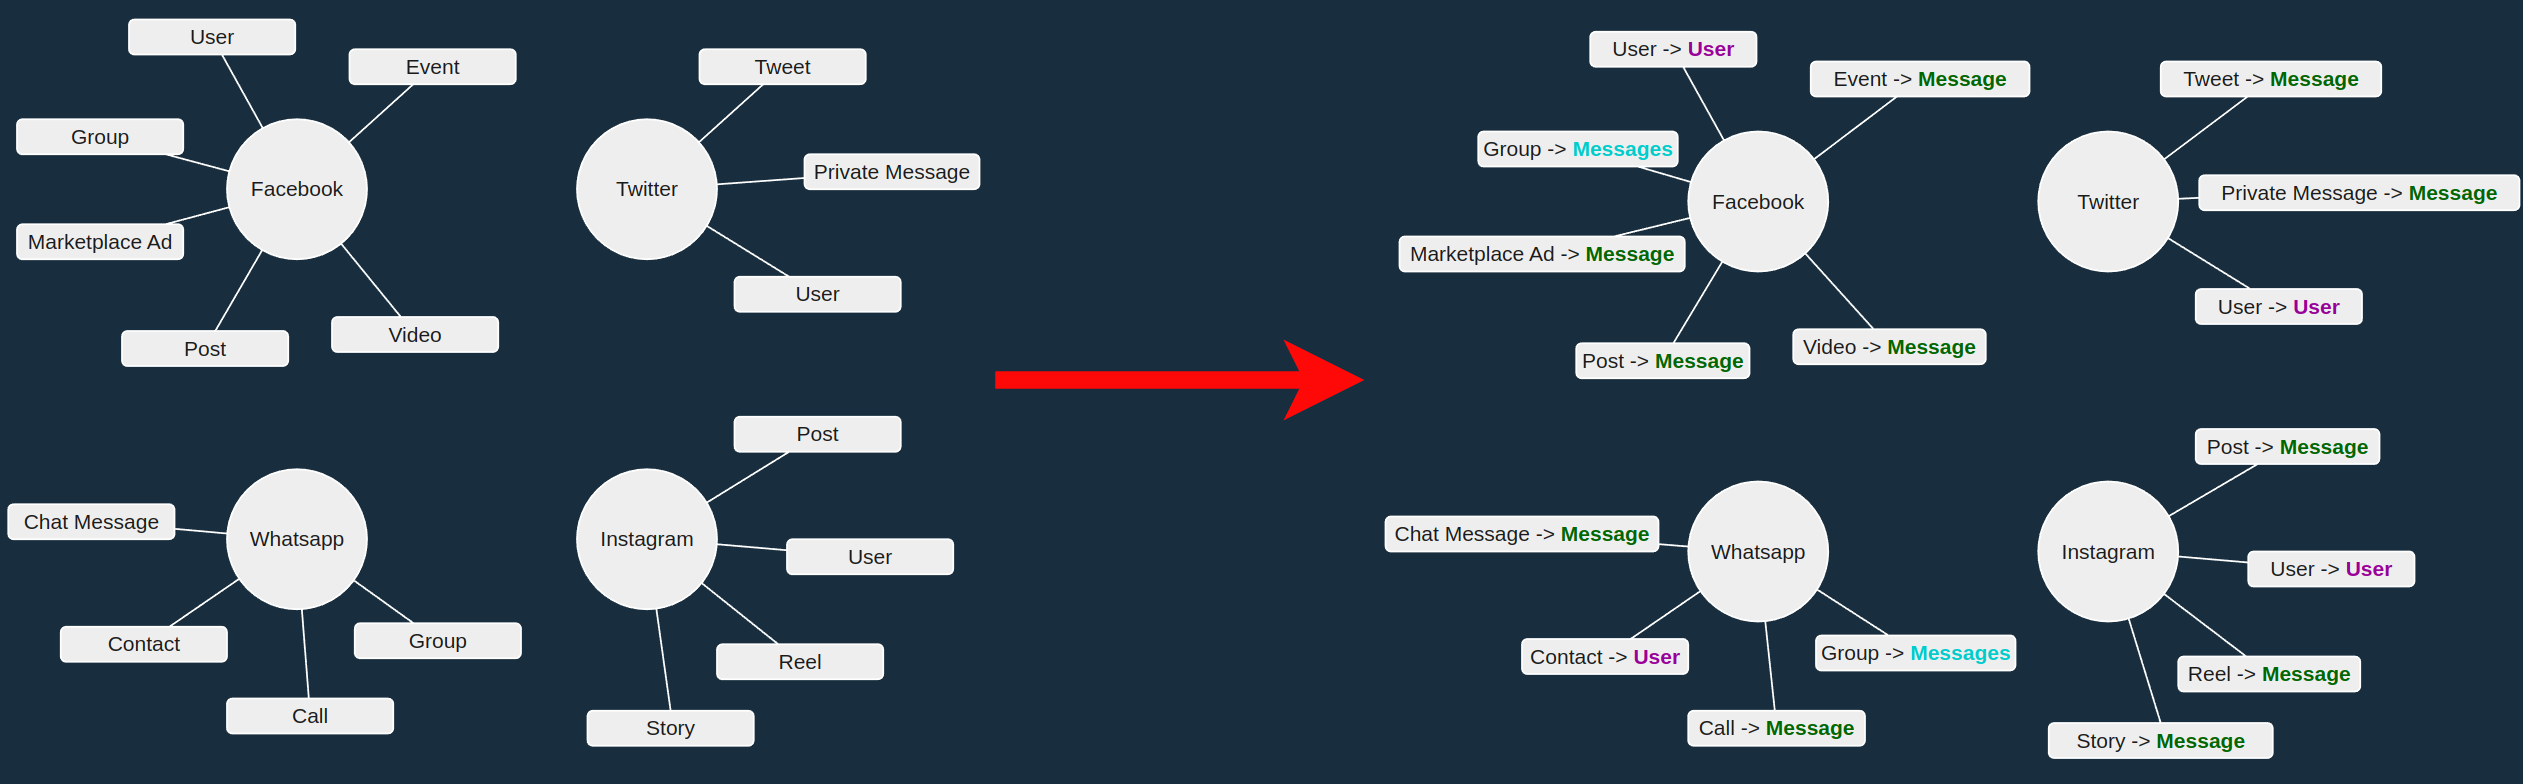 User
Event
Group
Facebook
Marketplace Ad
Post
Video
Tweet
Private Message
Twitter
User
Chat Message
Whatsapp
Contact
Group
Call
Post
Instagram
User
Reel
Story
User -> User
Event -> Message
Group -> Messages
Facebook
Marketplace Ad -> Message
Post -> Message
Video -> Message
Tweet -> Message
Private Message -> Message
Twitter
User -> User
Chat Message -> Message
Whatsapp
Contact -> User
Group -> Messages
Call -> Message
Post -> Message
Instagram
User -> User
Reel -> Message
Story -> Message